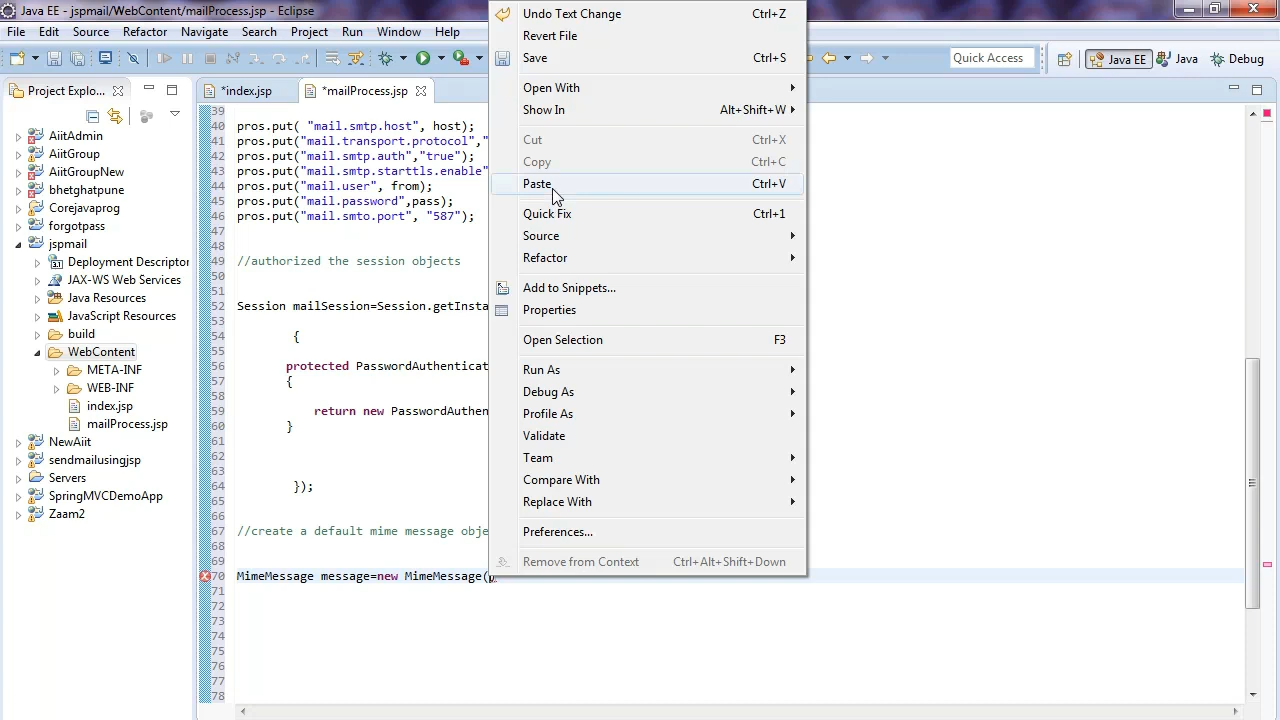 Java EE - jspmail/WebContent/mailProcess.jsp - Eclipse
File Edit Source Refactor Navigate Search Project Run Window Help
Quick Access
Java EE
Java
Debug
Project Explo...
*index.jsp
*mailProcess.jsp
AiitAdmin
AiitGroup
AiitGroupNew
bhetghatpune
Corejavaprog
forgotpass
jspmail
Deployment Descriptor
JAX-WS Web Services
Java Resources
JavaScript Resources
build
WebContent
META-INF
WEB-INF
index.jsp
mailProcess.jsp
NewAiit
sendmailusingjsp
Servers
SpringMVCDemoApp
Zaam2
39
40 pros.put( "mail.smtp.host", host);
41 pros.put("mail.transport.protocol","
42 pros.put("mail.smtp.auth","true");
43 pros.put("mail.smtp.starttls.enable"
44 pros.put("mail.user", from);
45 pros.put("mail.password",pass);
46 pros.put("mail.smto.port", "587");
47
48
49 //authorized the session objects
50
51
52 Session mailSession=Session.getInsta
53
54 {
55
56 protected PasswordAuthenticat
57 {
58
59 return new PasswordAuthen
60 }
61
62
63
64 });
65
66
67 //create a default mime message obje
68
69
70 MimeMessage message=new MimeMessage(
71
72
73
74
75
76
77
78
Undo Text Change Ctrl+Z
Revert File
Save Ctrl+S
Open With
Show In Alt+Shift+W
Cut Ctrl+X
Copy Ctrl+C
Paste Ctrl+V
Quick Fix Ctrl+1
Source
Refactor
Add to Snippets...
Properties
Open Selection F3
Run As
Debug As
Profile As
Validate
Team
Compare With
Replace With
Preferences...
Remove from Context Ctrl+Alt+Shift+Down